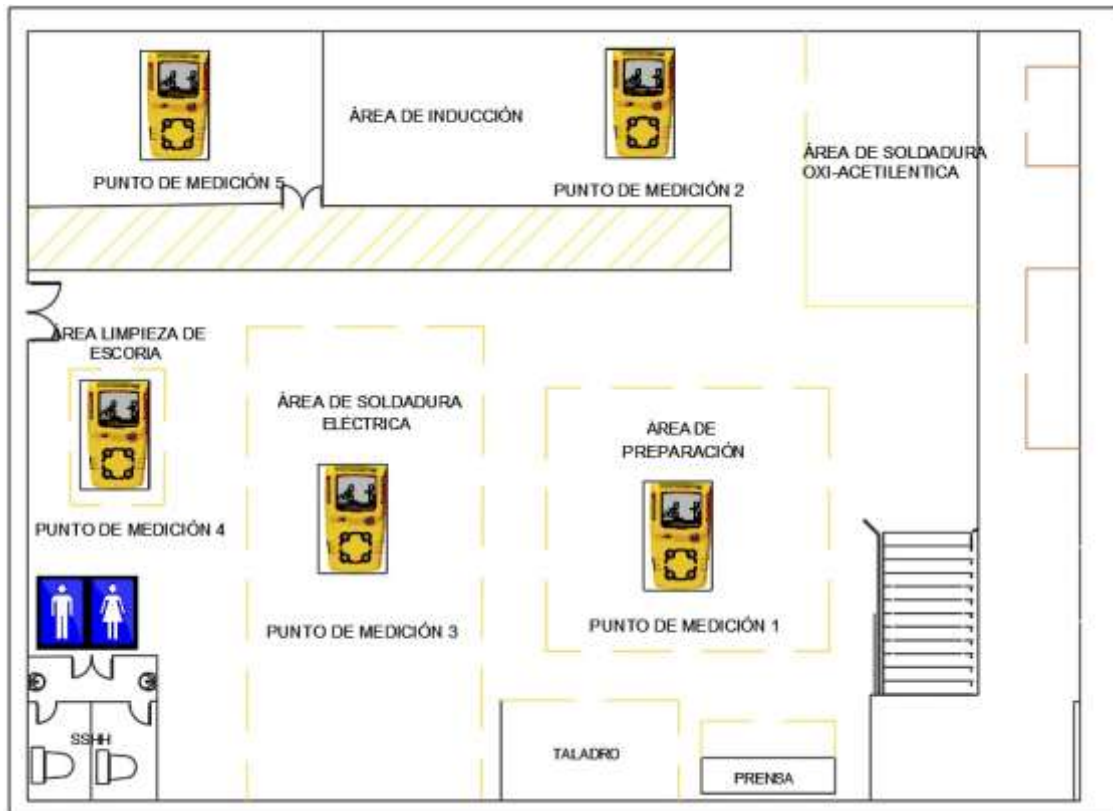 ÁREA DE INDUCCIÓN
PUNTO DE MEDICIÓN 5
PUNTO DE MEDICIÓN 2
ÁREA DE SOLDADURA
OXI-ACETILENTICA
ÁREA LIMPIEZA DE
ESCORIA
PUNTO DE MEDICIÓN 4
ÁREA DE SOLDADURA
ELÉCTRICA
PUNTO DE MEDICIÓN 3
ÁREA DE
PREPARACIÓN
PUNTO DE MEDICIÓN 1
SSHH
TALADRO
PRENSA